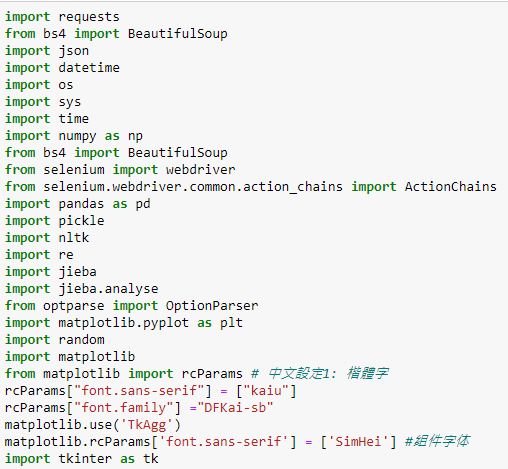 import requests
from bs4 import BeautifulSoup
import json
import datetime
import os
import sys
import time
import numpy as np
from bs4 import BeautifulSoup
from selenium import webdriver
from selenium.webdriver.common.action_chains import ActionChains
import pandas as pd
import pickle
import nltk
import re
import jieba
import jieba.analyse
from optparse import OptionParser
import matplotlib.pyplot as plt
import random
import matplotlib
from matplotlib import rcParams # 中文設定1: 楷體字
rcParams["font.sans-serif"] = ["kaiu"]
rcParams["font.family"] ="DFKai-sb"
matplotlib.use('TkAgg')
matplotlib.rcParams['font.sans-serif'] = ['SimHei'] #組件字体
import tkinter as tk